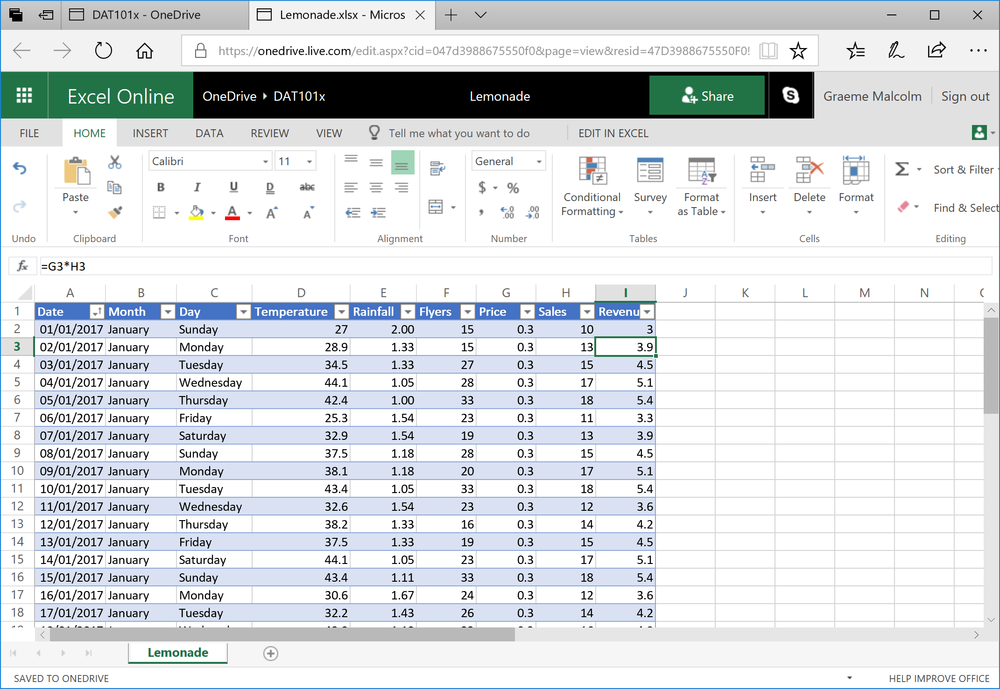 DAT101x - OneDrive
Lemonade.xlsx - Micros
https://onedrive.live.com/edit.aspx?cid=047d3988675550f0&page=view&resid=47D3988675550F0!
Excel Online
OneDrive DAT101x
Lemonade
Share
Graeme Malcolm
Sign out
FILE HOME INSERT DATA REVIEW VIEW Tell me what you want to do EDIT IN EXCEL
Calibri 11 General
B I U D abc $ % Sort & Filter
Paste Conditional Formatting Survey Format as Table Insert Delete Format
Find & Select
Undo Clipboard Font Alignment Number Tables Cells Editing
fx =G3*H3
A B C D E F G H I J K L M N
1 Date Month Day Temperature Rainfall Flyers Price Sales Revenu
2 01/01/2017 January Sunday 27 2.00 15 0.3 10 3
3 02/01/2017 January Monday 28.9 1.33 15 0.3 13 3.9
4 03/01/2017 January Tuesday 34.5 1.33 27 0.3 15 4.5
5 04/01/2017 January Wednesday 44.1 1.05 28 0.3 17 5.1
6 05/01/2017 January Thursday 42.4 1.00 33 0.3 18 5.4
7 06/01/2017 January Friday 25.3 1.54 23 0.3 11 3.3
8 07/01/2017 January Saturday 32.9 1.54 19 0.3 13 3.9
9 08/01/2017 January Sunday 37.5 1.18 28 0.3 15 4.5
10 09/01/2017 January Monday 38.1 1.18 20 0.3 17 5.1
11 10/01/2017 January Tuesday 43.4 1.05 33 0.3 18 5.4
12 11/01/2017 January Wednesday 32.6 1.54 23 0.3 12 3.6
13 12/01/2017 January Thursday 38.2 1.33 16 0.3 14 4.2
14 13/01/2017 January Friday 37.5 1.33 19 0.3 15 4.5
15 14/01/2017 January Saturday 44.1 1.05 23 0.3 17 5.1
16 15/01/2017 January Sunday 43.4 1.11 33 0.3 18 5.4
17 16/01/2017 January Monday 30.6 1.67 24 0.3 12 3.6
18 17/01/2017 January Tuesday 32.2 1.43 26 0.3 14 4.2
Lemonade
SAVED TO ONEDRIVE
HELP IMPROVE OFFICE